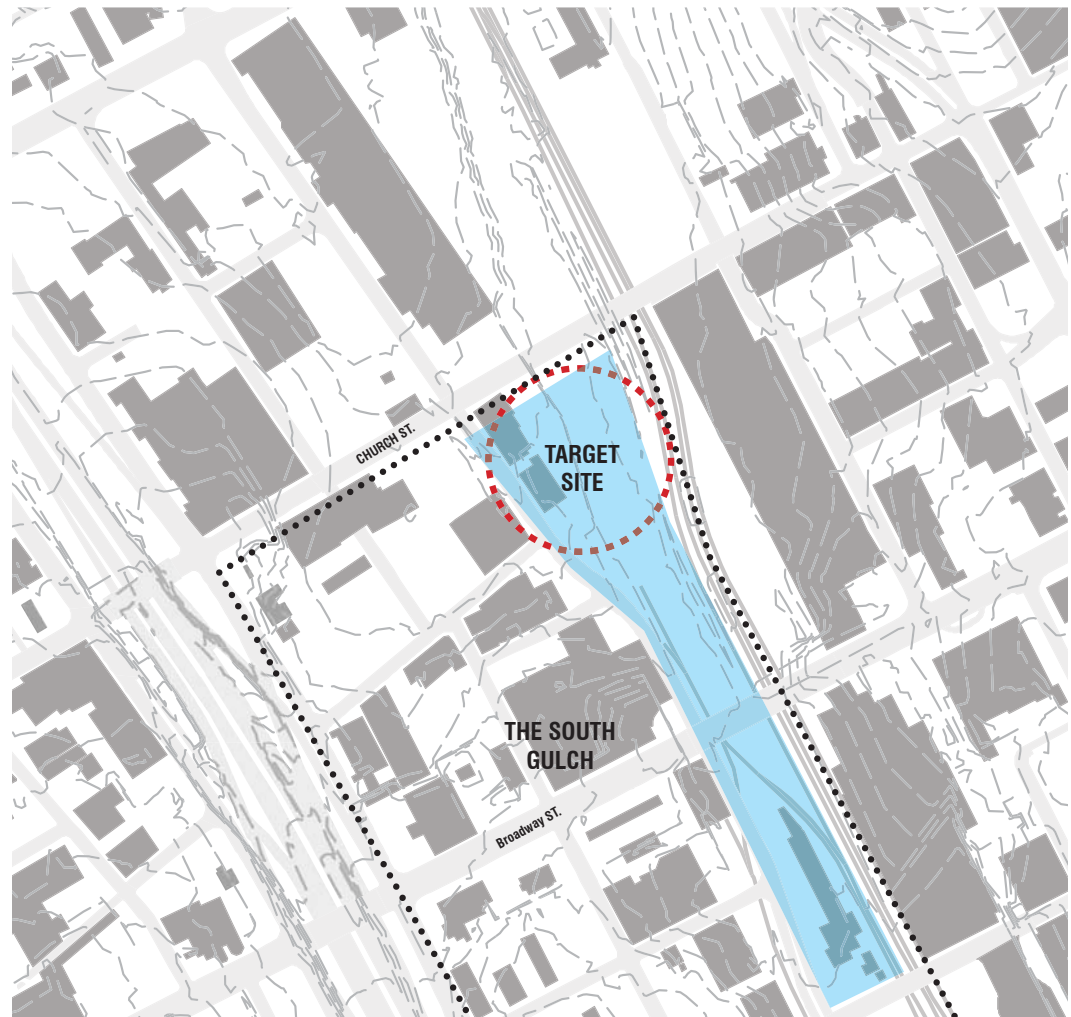 CHURCH ST.
TARGET
SITE
THE SOUTH
GULCH
Broadway ST.